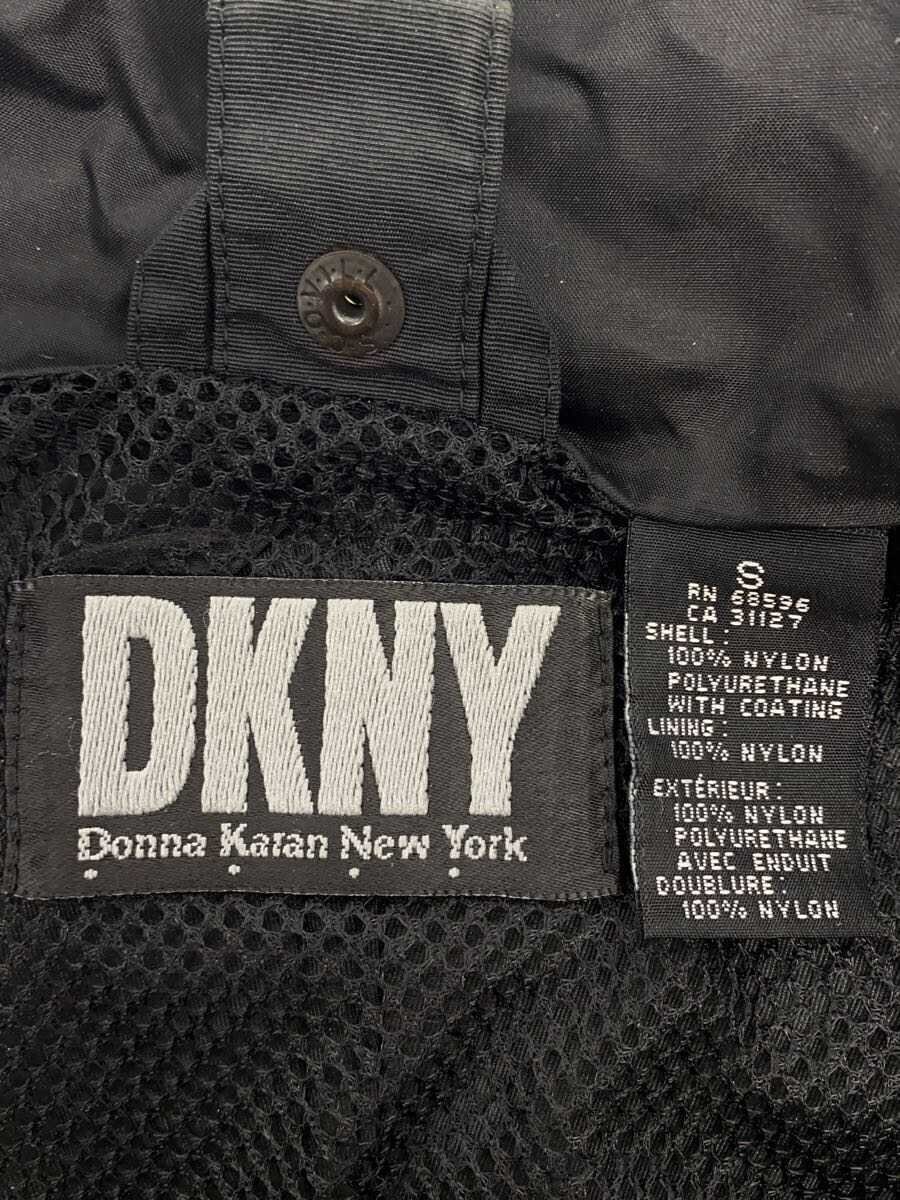 DKNY
Donna Karan New York
S
RN 68596
CA 31127
SHELL:
100% NYLON
POLYURETHANE
WITH COATING
LINING:
100% NYLON
EXTÉRIEUR:
100% NYLON
POLYURETHANE
AVEC ENDUIT
DOUBLURE:
100% NYLON